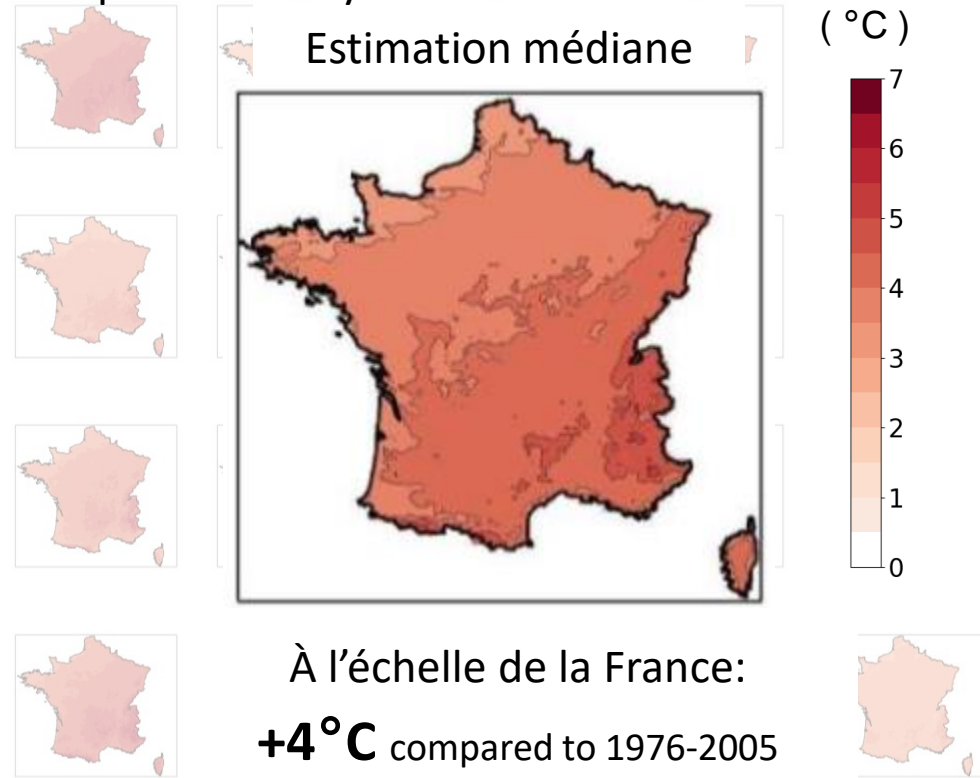 Estimation médiane
(°C)
7
6
5
4
3
2
1
0
À l’échelle de la France:
+4°C compared to 1976-2005